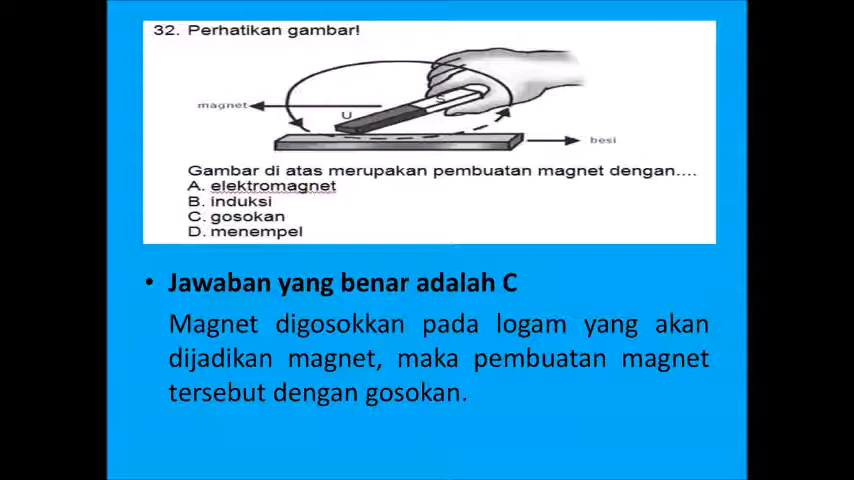 32. Perhatikan gambar!
magnet
U
S
besi
Gambar di atas merupakan pembuatan magnet dengan....
A. elektromagnet
B. induksi
C. gosokan
D. menempel
• Jawaban yang benar adalah C
Magnet digosokkan pada logam yang akan
dijadikan magnet, maka pembuatan magnet
tersebut dengan gosokan.